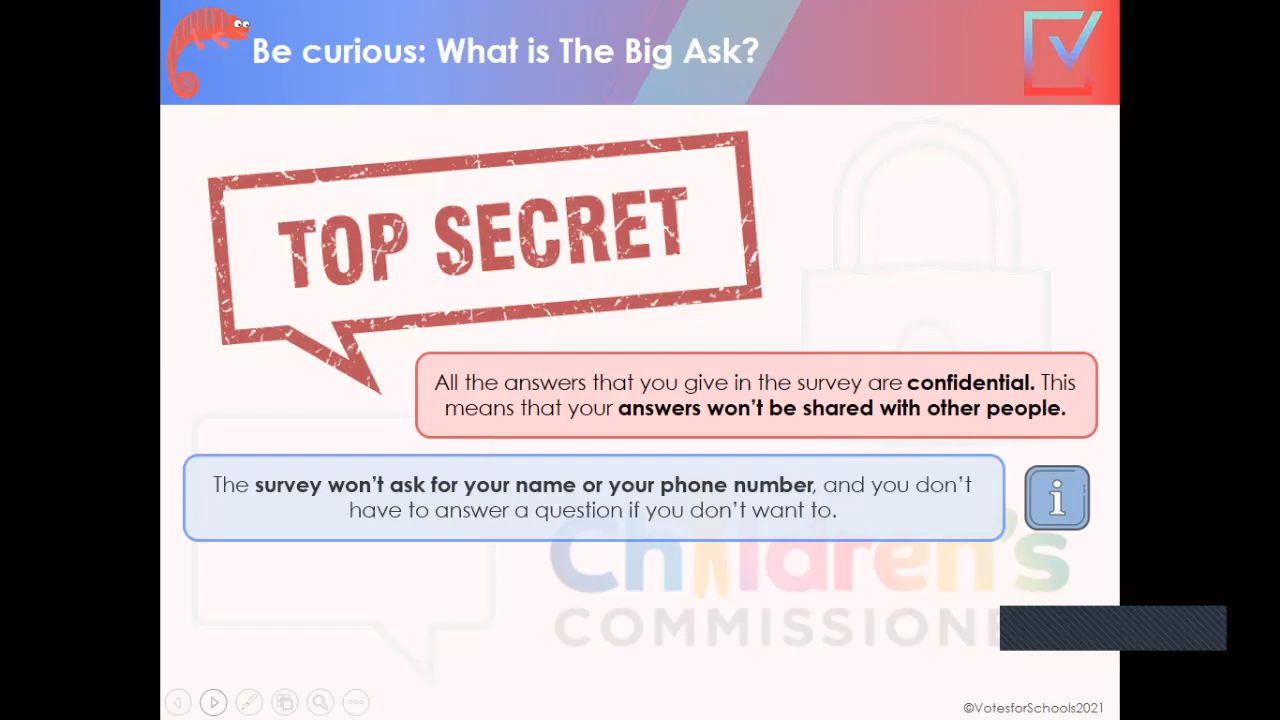 Be curious: What is The Big Ask?
TOP SECRET
All the answers that you give in the survey are confidential. This
means that your answers won't be shared with other people.
The survey won't ask for your name or your phone number, and you don't
have to answer a question if you don't want to.
i
Children's
COMMISSIONE
©VotesforSchools2021